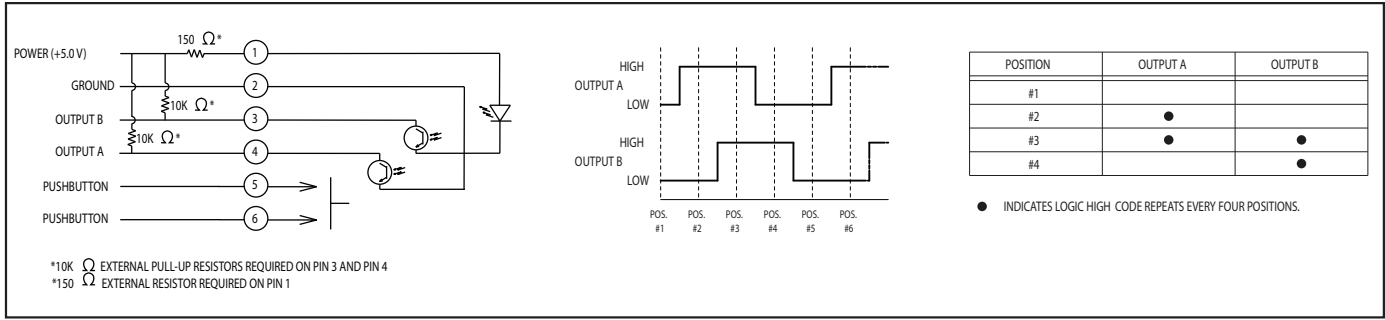 150 Ω*
POWER (+5.0 V)
1
GROUND
2
10K Ω*
OUTPUT B
3
10K Ω*
OUTPUT A
4
PUSHBUTTON
5
PUSHBUTTON
6
*10K Ω EXTERNAL PULL-UP RESISTORS REQUIRED ON PIN 3 AND PIN 4
*150 Ω EXTERNAL RESISTOR REQUIRED ON PIN 1
HIGH
OUTPUT A
LOW
HIGH
OUTPUT B
LOW
POS. POS. POS. POS. POS. POS.
#1 #2 #3 #4 #5 #6
POSITION OUTPUT A OUTPUT B
#1
#2 ●
#3 ● ●
#4 ●
● INDICATES LOGIC HIGH CODE REPEATS EVERY FOUR POSITIONS.